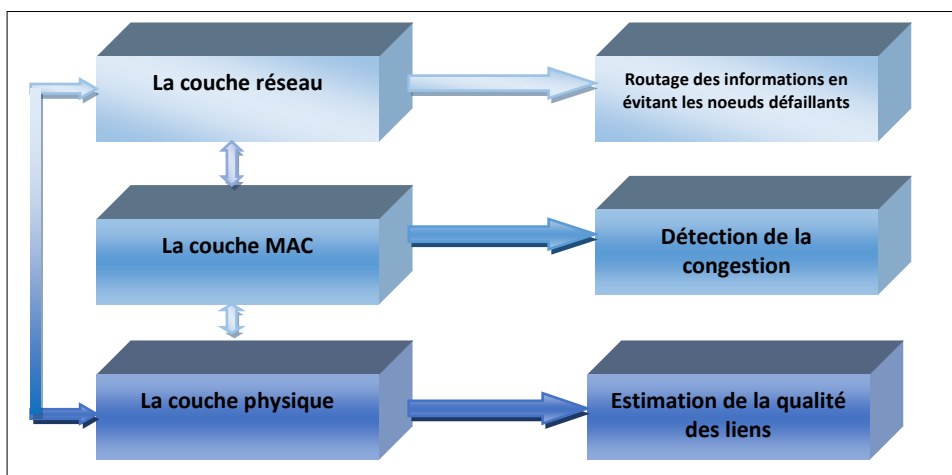 La couche réseau
Routage des informations en
évitant les noeuds défaillants
La couche MAC
Détection de la
congestion
La couche physique
Estimation de la qualité
des liens